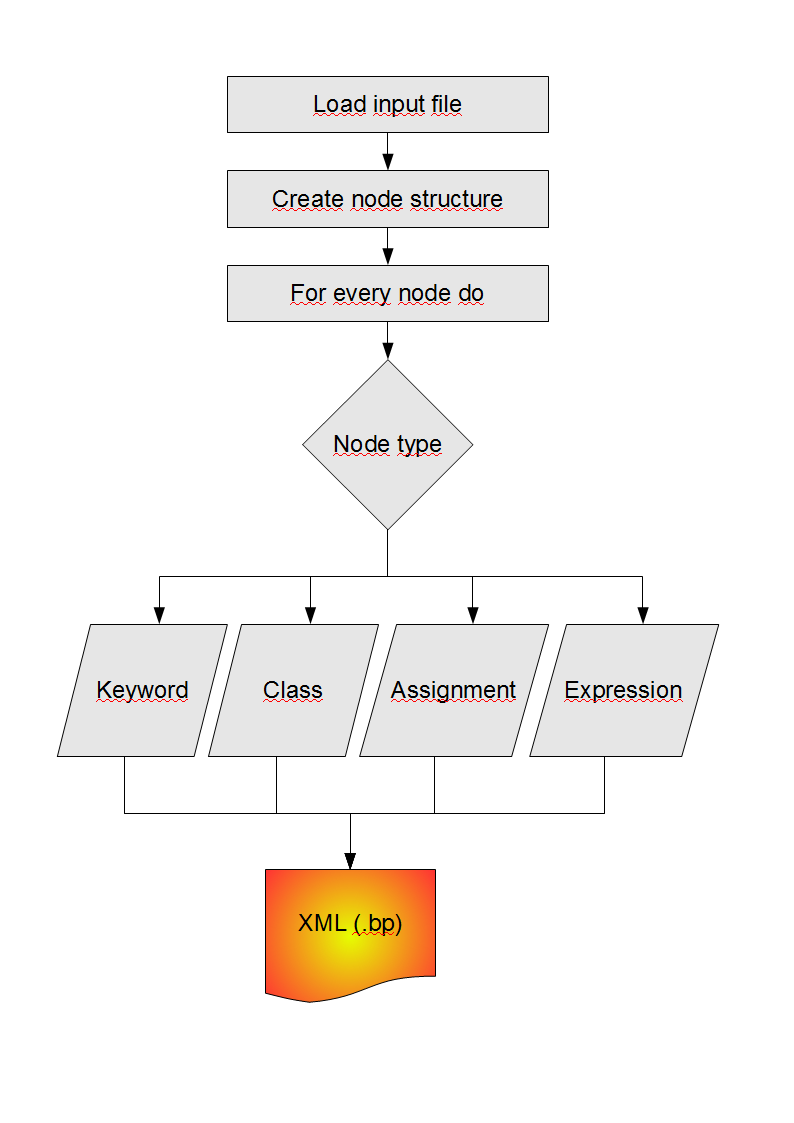 Load input file
Create node structure
For every node do
Node type
Keyword
Class
Assignment
Expression
XML (.bp)